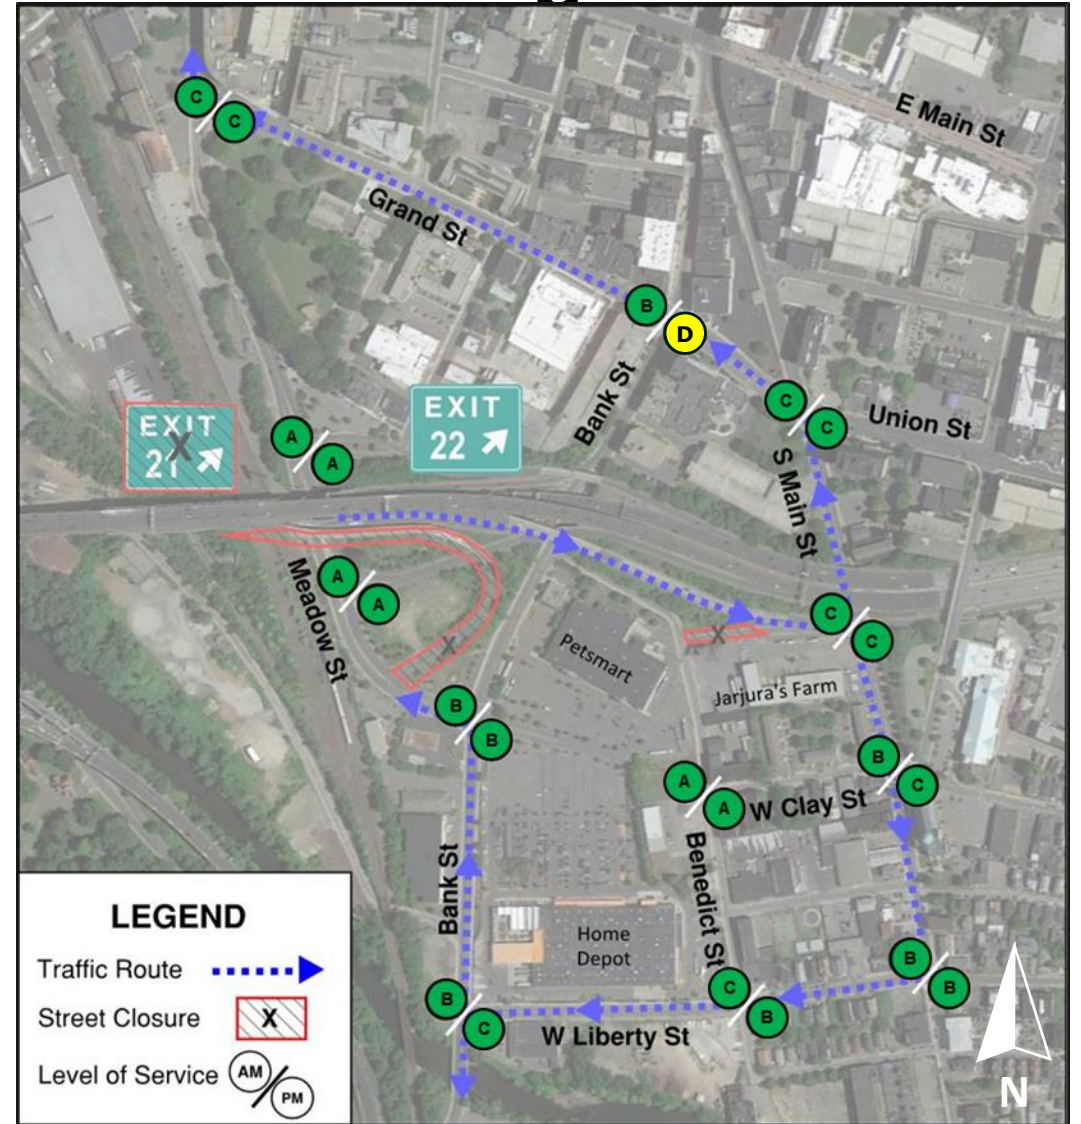 E Main St
C
C
Grand St
B
D
Bank St
C
C
Union St
EXIT
21
X
EXIT
22
A
A
S Main St
Meadow St
A
A
C
C
X
X
Petsmart
Jarjura's Farm
B
B
B
C
A
A
W Clay St
Benedict St
Bank St
Home
Depot
B
B
C
B
B
C
W Liberty St
LEGEND
Traffic Route
Street Closure
X
Level of Service
AM
PM
N